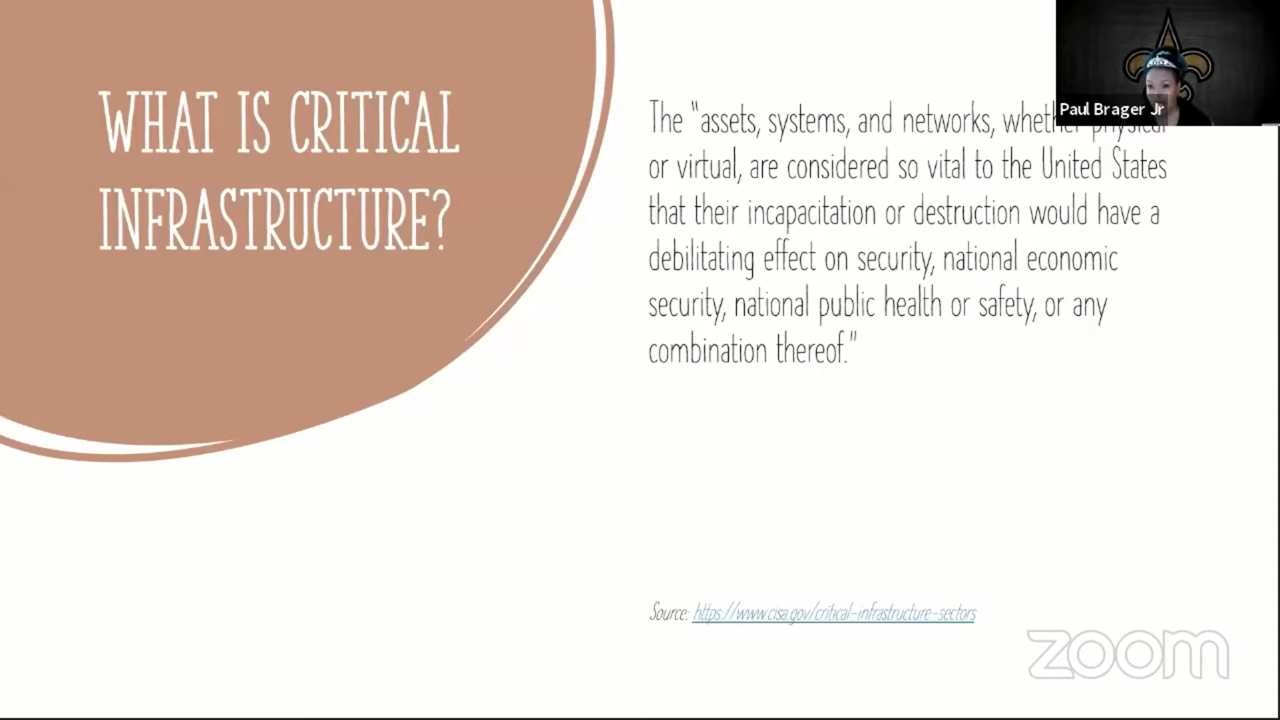 WHAT IS CRITICAL
INFRASTRUCTURE?
Paul Brager Jr
The "assets, systems, and networks, whether physical
or virtual, are considered so vital to the United States
that their incapacitation or destruction would have a
debilitating effect on security, national economic
security, national public health or safety, or any
combination thereof."
Source: https://www.cisa.gov/critical-infrastructure-sectors
zoom